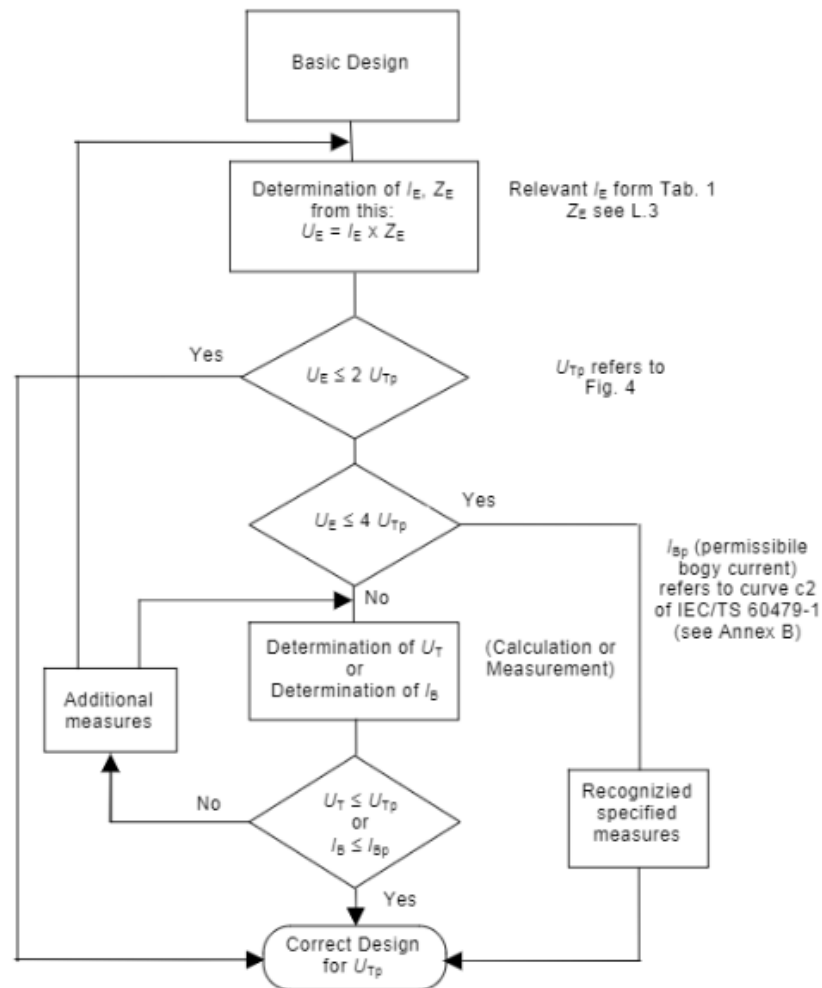 Basic Design
Determination of IE, ZE
from this:
UE = IE x ZE
Relevant IE form Tab. 1
ZE see L.3
Yes
UE ≤ 2 UTp
UTp refers to
Fig. 4
UE ≤ 4 UTp
Yes
IBp (permissibile
bogy current)
refers to curve c2
of IEC/TS 60479-1
(see Annex B)
No
Determination of UT
or
Determination of IB
(Calculation or
Measurement)
Additional
measures
No
UT ≤ UTp
or
IB ≤ IBp
Recognizied
specified
measures
Yes
Correct Design
for UTp